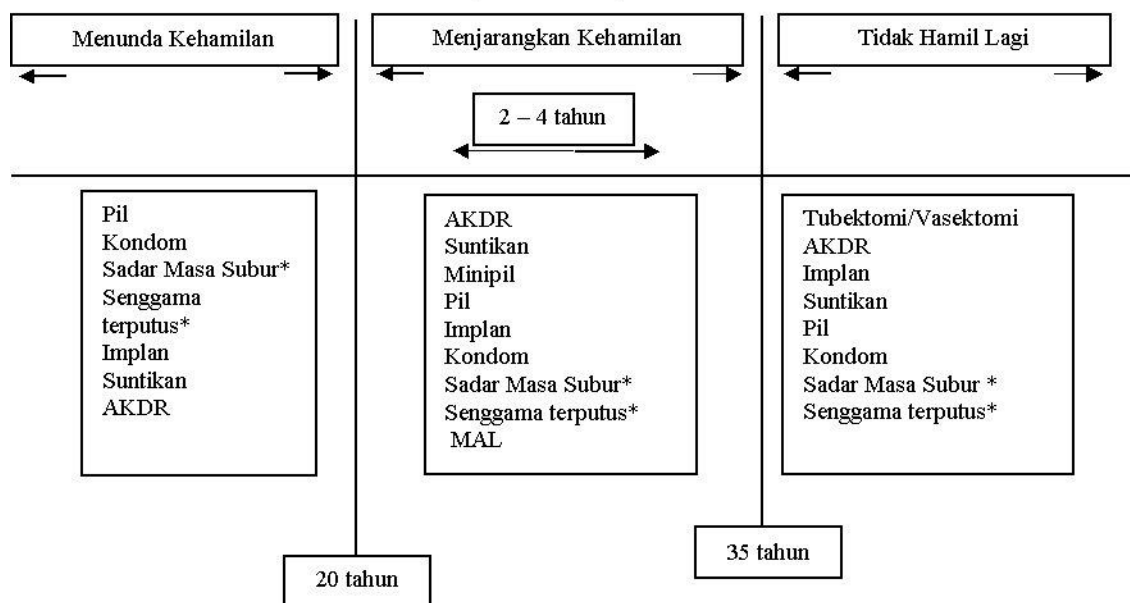 Menunda Kehamilan
Menjarangkan Kehamilan
Tidak Hamil Lagi
2 – 4 tahun
Pil
Kondom
Sadar Masa Subur*
Senggama
terputus*
Implan
Suntikan
AKDR
AKDR
Suntikan
Minipil
Pil
Implan
Kondom
Sadar Masa Subur*
Senggama terputus*
MAL
Tubektomi/Vasektomi
AKDR
Implan
Suntikan
Pil
Kondom
Sadar Masa Subur *
Senggama terputus*
20 tahun
35 tahun